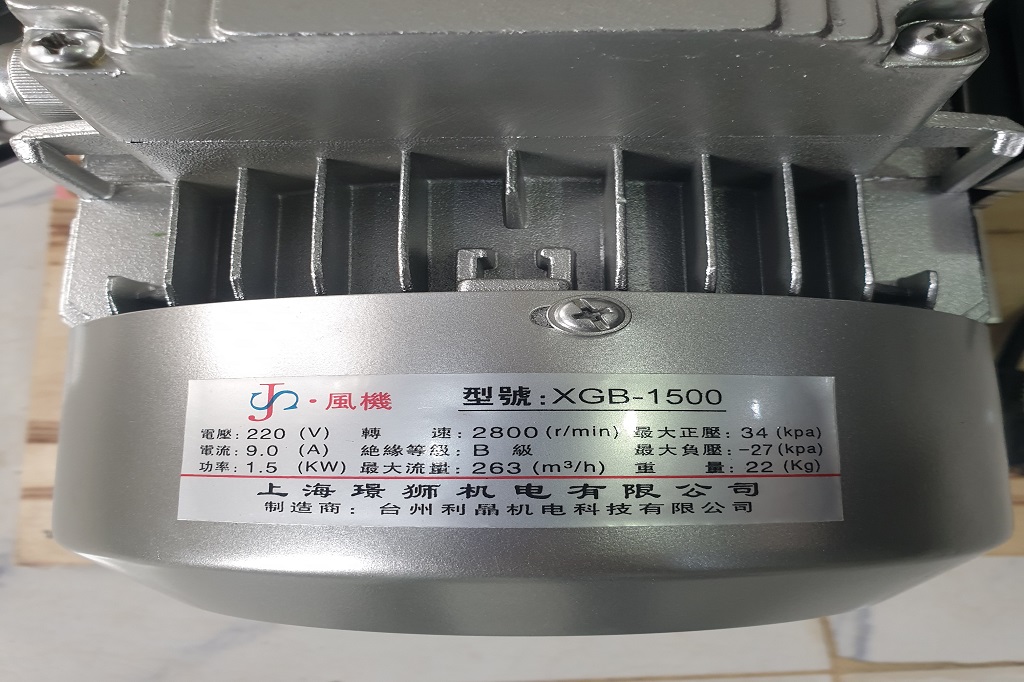 JS·風機 型號:XGB-1500
電壓:220 (V) 轉 速:2800(r/min) 最大正壓:34(kpa)
電流:9.0 (A) 絶緣等級:B 級 最大負壓:-27(kpa)
功率:1.5 (KW) 最大流量:263(m³/h) 重 量:22(Kg)
上海璟狮机电有限公司
制造商:台州利晶机电科技有限公司